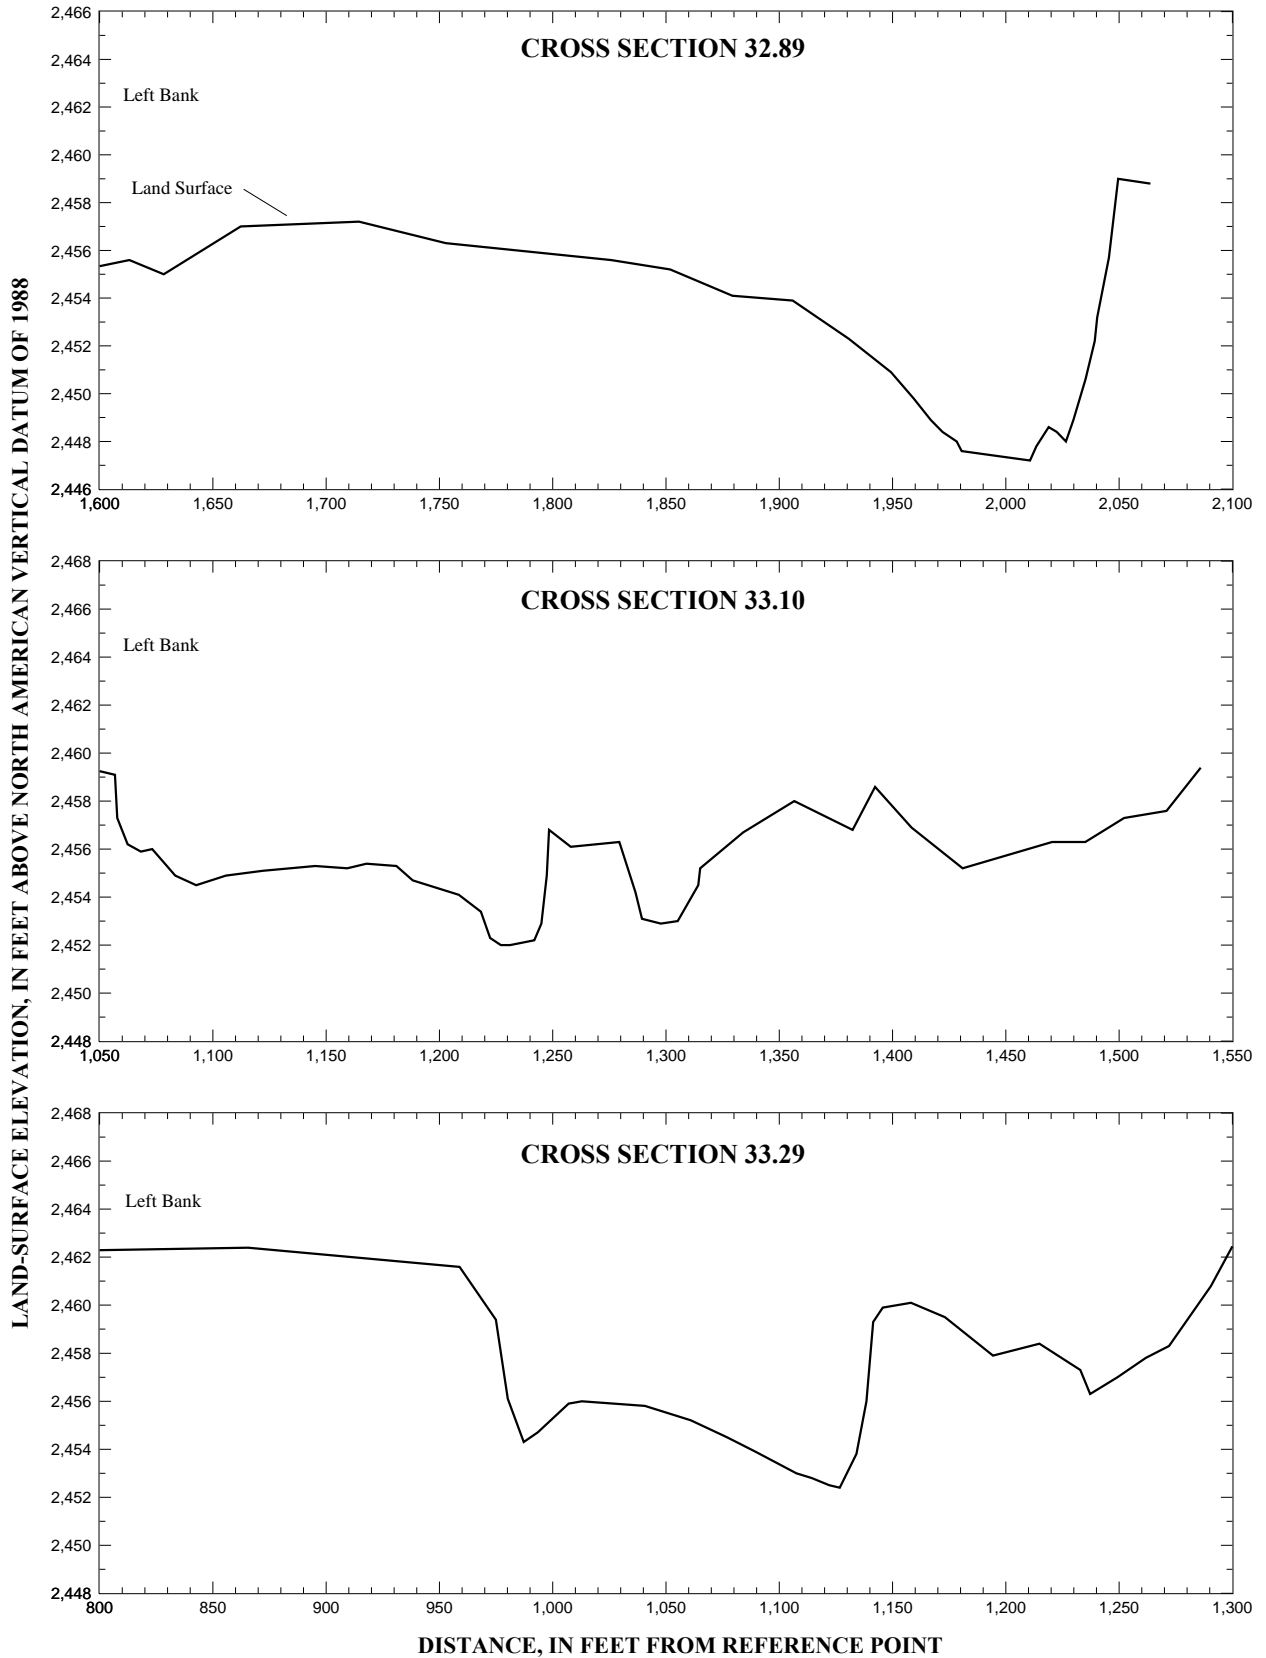 LAND-SURFACE ELEVATION, IN FEET ABOVE NORTH AMERICAN VERTICAL DATUM OF 1988
CROSS SECTION 32.89
Left Bank
Land Surface
2,466
2,464
2,462
2,460
2,458
2,456
2,454
2,452
2,450
2,448
2,446
1,600 1,650 1,700 1,750 1,800 1,850 1,900 1,950 2,000 2,050 2,100
CROSS SECTION 33.10
Left Bank
2,468
2,466
2,464
2,462
2,460
2,458
2,456
2,454
2,452
2,450
2,448
1,050 1,100 1,150 1,200 1,250 1,300 1,350 1,400 1,450 1,500 1,550
CROSS SECTION 33.29
Left Bank
2,468
2,466
2,464
2,462
2,460
2,458
2,456
2,454
2,452
2,450
2,448
800 850 900 950 1,000 1,050 1,100 1,150 1,200 1,250 1,300
DISTANCE, IN FEET FROM REFERENCE POINT